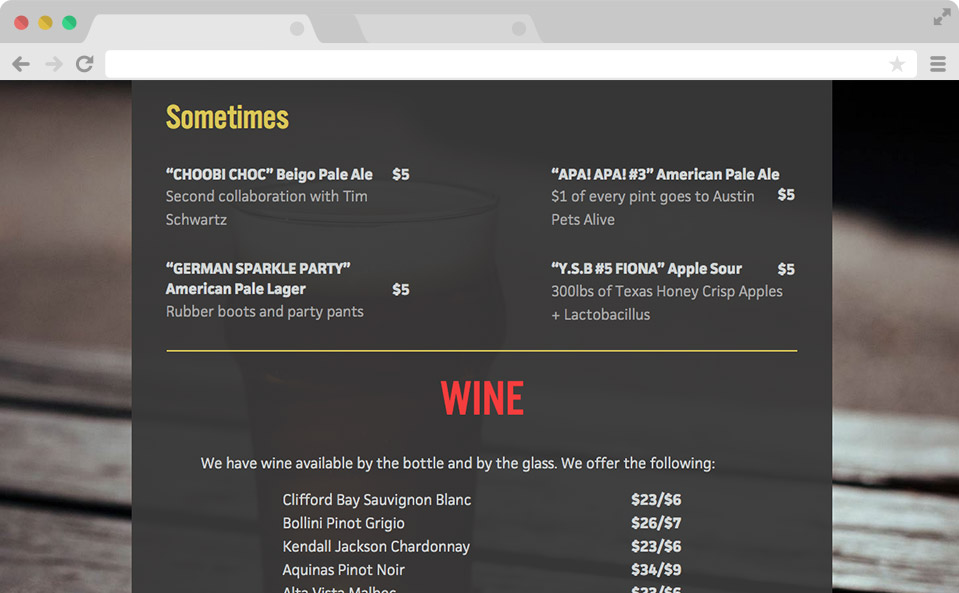 Sometimes
“CHOOBI CHOC” Beigo Pale Ale $5
Second collaboration with Tim
Schwartz
“APA! APA! #3” American Pale Ale
$1 of every pint goes to Austin $5
Pets Alive
“GERMAN SPARKLE PARTY”
American Pale Lager $5
Rubber boots and party pants
“Y.S.B #5 FIONA” Apple Sour $5
300lbs of Texas Honey Crisp Apples
+ Lactobacillus
WINE
We have wine available by the bottle and by the glass. We offer the following:
Clifford Bay Sauvignon Blanc $23/$6
Bollini Pinot Grigio $26/$7
Kendall Jackson Chardonnay $23/$6
Aquinas Pinot Noir $34/$9
Alta Vista Malbec $23/$6